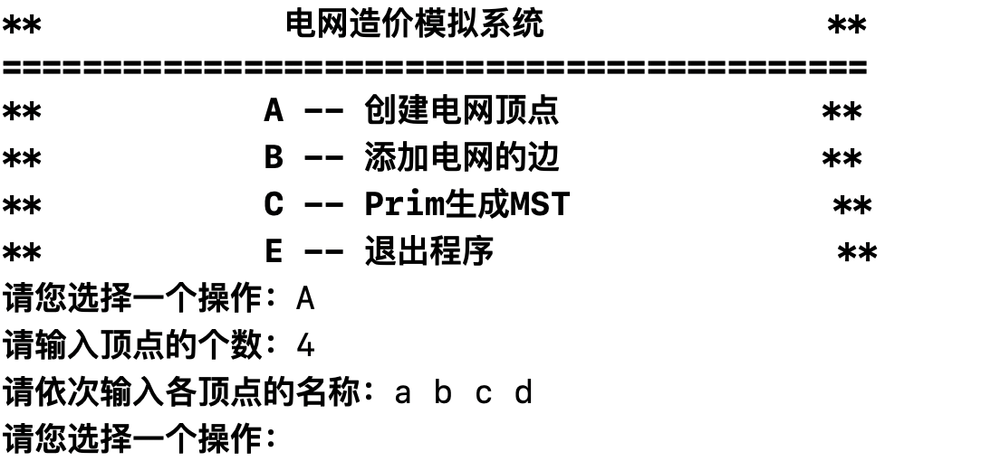 **                       电网造价模拟系统                          **
===========================================
**                     A -- 创建电网顶点                          **
**                     B -- 添加电网的边                          **
**                     C -- Prim生成MST                          **
**                     E -- 退出程序                                **
请您选择一个操作：A
请输入顶点的个数：4
请依次输入各顶点的名称：a b c d
请您选择一个操作：